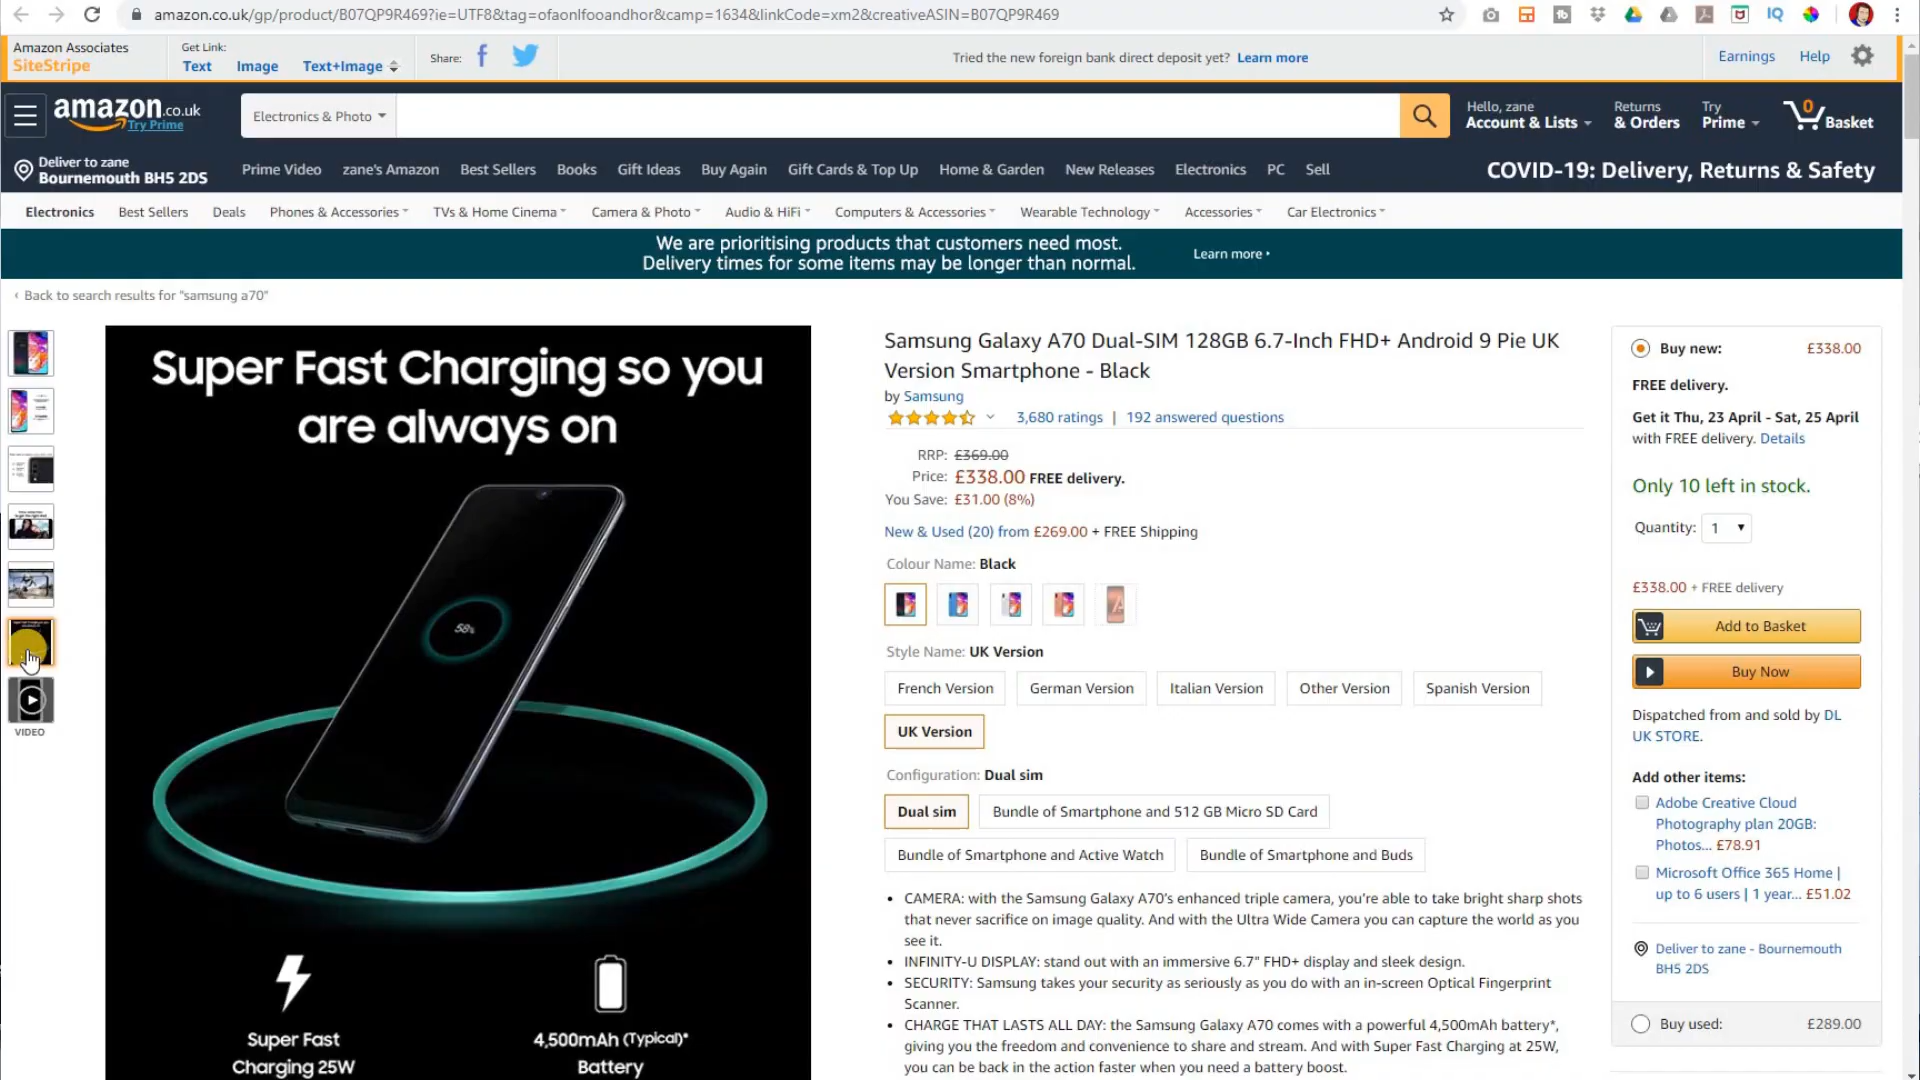 amazon.co.uk/gp/product/B07QP9R469?ie=UTF8&tag=ofaonlfooandhor&camp=1634&linkCode=xm2&creativeASIN=B07QP9R469
Amazon Associates
SiteStripe
Get Link:
Text
Image
Text+Image
Share:
Tried the new foreign bank direct deposit yet? Learn more
Earnings
Help
amazon.co.uk
Try Prime
Electronics & Photo
Hello, zane
Account & Lists
Returns
& Orders
Try
Prime
0
Basket
Deliver to zane
Bournemouth BH5 2DS
Prime Video
zane's Amazon
Best Sellers
Books
Gift Ideas
Buy Again
Gift Cards & Top Up
Home & Garden
New Releases
Electronics
PC
Sell
COVID-19: Delivery, Returns & Safety
Electronics
Best Sellers
Deals
Phones & Accessories
TVs & Home Cinema
Camera & Photo
Audio & HiFi
Computers & Accessories
Wearable Technology
Accessories
Car Electronics
We are prioritising products that customers need most.
Delivery times for some items may be longer than normal.
Learn more
‹ Back to search results for "samsung a70"
VIDEO
Super Fast Charging so you
are always on
58%
Super Fast
Charging 25W
4,500mAh (Typical)*
Battery
Samsung Galaxy A70 Dual-SIM 128GB 6.7-Inch FHD+ Android 9 Pie UK
Version Smartphone - Black
by Samsung
3,680 ratings | 192 answered questions
RRP: £369.00
Price: £338.00 FREE delivery.
You Save: £31.00 (8%)
New & Used (20) from £269.00 + FREE Shipping
Colour Name: Black
Style Name: UK Version
French Version
German Version
Italian Version
Other Version
Spanish Version
UK Version
Configuration: Dual sim
Dual sim
Bundle of Smartphone and 512 GB Micro SD Card
Bundle of Smartphone and Active Watch
Bundle of Smartphone and Buds
• CAMERA: with the Samsung Galaxy A70's enhanced triple camera, you're able to take bright sharp shots
that never sacrifice on image quality. And with the Ultra Wide Camera you can capture the world as you
see it.
• INFINITY-U DISPLAY: stand out with an immersive 6.7" FHD+ display and sleek design.
• SECURITY: Samsung takes your security as seriously as you do with an in-screen Optical Fingerprint
Scanner.
• CHARGE THAT LASTS ALL DAY: the Samsung Galaxy A70 comes with a powerful 4,500mAh battery*,
giving you the freedom and convenience to share and stream. And with Super Fast Charging at 25W,
you can be back in the action faster when you need a battery boost.
Buy new: £338.00
FREE delivery.
Get it Thu, 23 April - Sat, 25 April
with FREE delivery. Details
Only 10 left in stock.
Quantity: 1
£338.00 + FREE delivery
Add to Basket
Buy Now
Dispatched from and sold by DL
UK STORE.
Add other items:
Adobe Creative Cloud
Photography plan 20GB:
Photos... £78.91
Microsoft Office 365 Home |
up to 6 users | 1 year... £51.02
Deliver to zane - Bournemouth
BH5 2DS
Buy used: £289.00